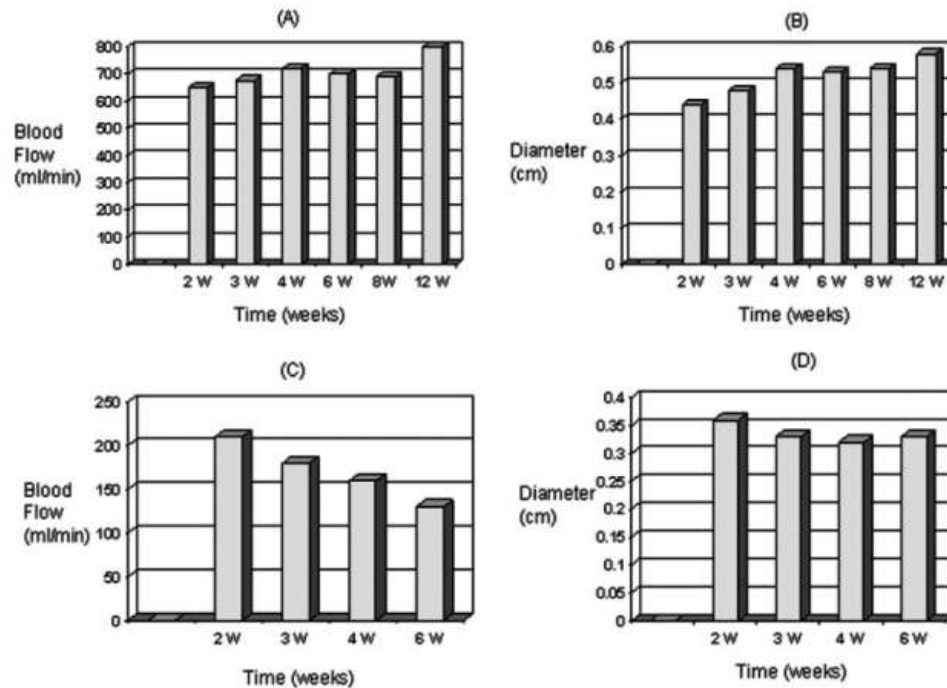 (A)
800
700
600
500
400
300
200
100
0
Blood
Flow
(ml/min)
2 W 3 W 4 W 6 W 8W 12 W
Time (weeks)
(B)
0.6
0.5
0.4
0.3
0.2
0.1
0
Diameter
(cm)
2 W 3 W 4 W 6 W 8 W 12 W
Time (weeks)
(C)
250
200
150
100
50
0
Blood
Flow
(ml/min)
2 W 3 W 4 W 6 W
Time (weeks)
(D)
0.4
0.35
0.3
0.25
0.2
0.15
0.1
0.05
0
Diameter
(cm)
2 W 3 W 4 W 6 W
Time (weeks)